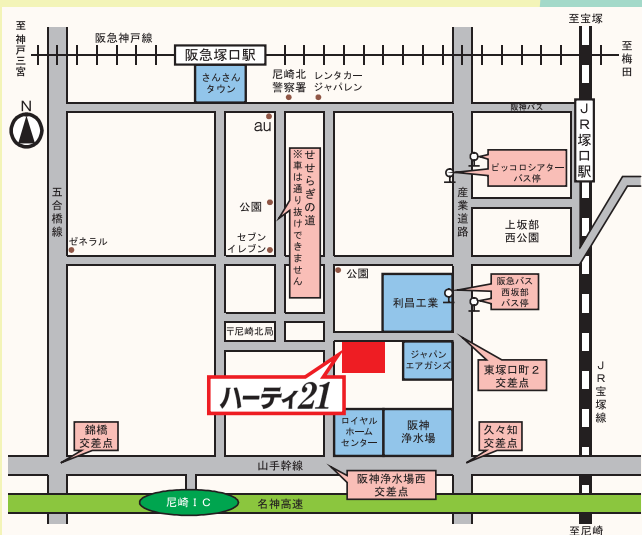 至神戸三宮
阪急神戸線
阪急塚口駅
至宝塚
至梅田
さんさん
タウン
尼崎北
警察署
レンタカー
ジャパレン
N
阪神バス
JR塚口駅
au
せせらぎの道
※車は通り抜けできません
ピッコロシアター
バス停
五合橋線
産業道路
公園
上坂部
西公園
セブン
イレブン
ゼネラル
公園
阪急バス
西坂部
バス停
利昌工業
〒尼崎北局
ジャパン
エアガシズ
東塚口町2
交差点
JR宝塚線
ハーティ21
ロイヤル
ホーム
センター
阪神
浄水場
錦橋
交差点
久々知
交差点
山手幹線
阪神浄水場西
交差点
尼崎IC
名神高速
至尼崎